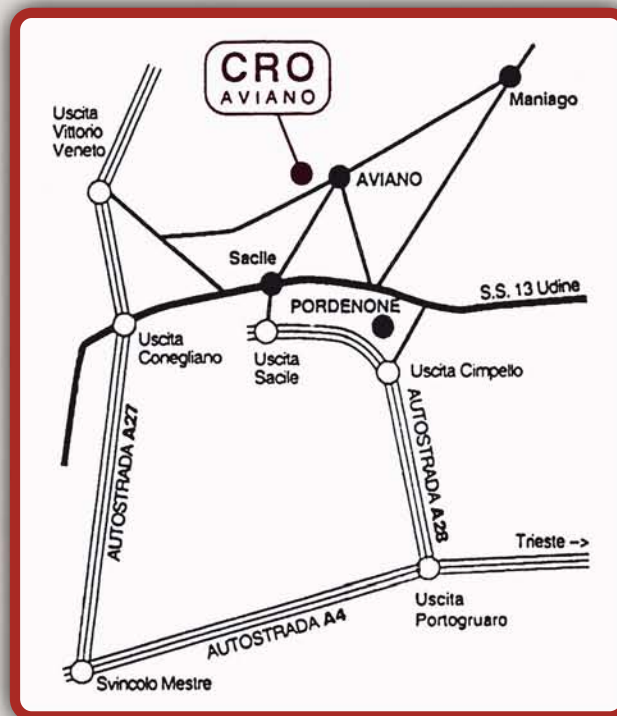 CRO
AVIANO
Maniago
Uscita
Vittorio
Veneto
AVIANO
Sacile
S.S. 13 Udine
PORDENONE
Uscita
Conegliano
Uscita
Sacile
Uscita Cimpello
AUTOSTRADA A27
AUTOSTRADA A28
Trieste –>
Uscita
Portogruaro
AUTOSTRADA A4
Svincolo Mestre